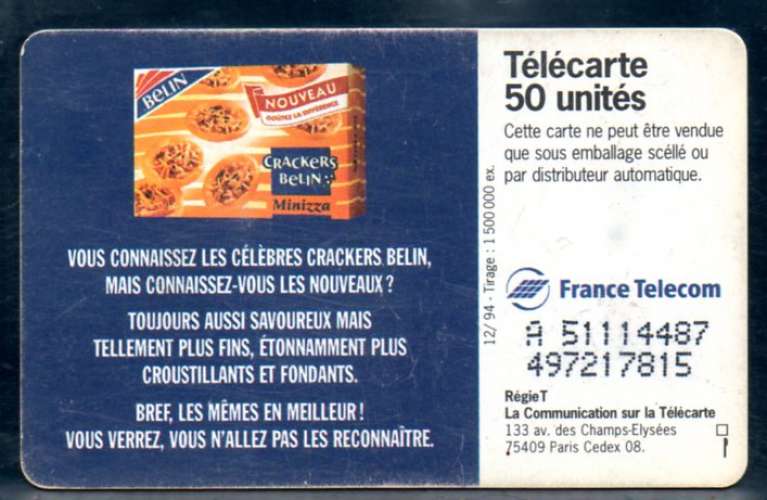 BELIN
NOUVEAU
GOÛTEZ LA DIFFÉRENCE
CRACKERS
BELIN
Minizza
VOUS CONNAISSEZ LES CÉLÈBRES CRACKERS BELIN,
MAIS CONNAISSEZ-VOUS LES NOUVEAUX ?
TOUJOURS AUSSI SAVOUREUX MAIS
TELLEMENT PLUS FINS, ÉTONNAMMENT PLUS
CROUSTILLANTS ET FONDANTS.
BREF, LES MÊMES EN MEILLEUR !
VOUS VERREZ, VOUS N'ALLEZ PAS LES RECONNAÎTRE.
12/ 94 - Tirage : 1 500 000 ex.
Télécarte
50 unités
Cette carte ne peut être vendue
que sous emballage scéllé ou
par distributeur automatique.
France Telecom
A 51114487
497217815
RégieT
La Communication sur la Télécarte
133 av. des Champs-Elysées
75409 Paris Cedex 08.